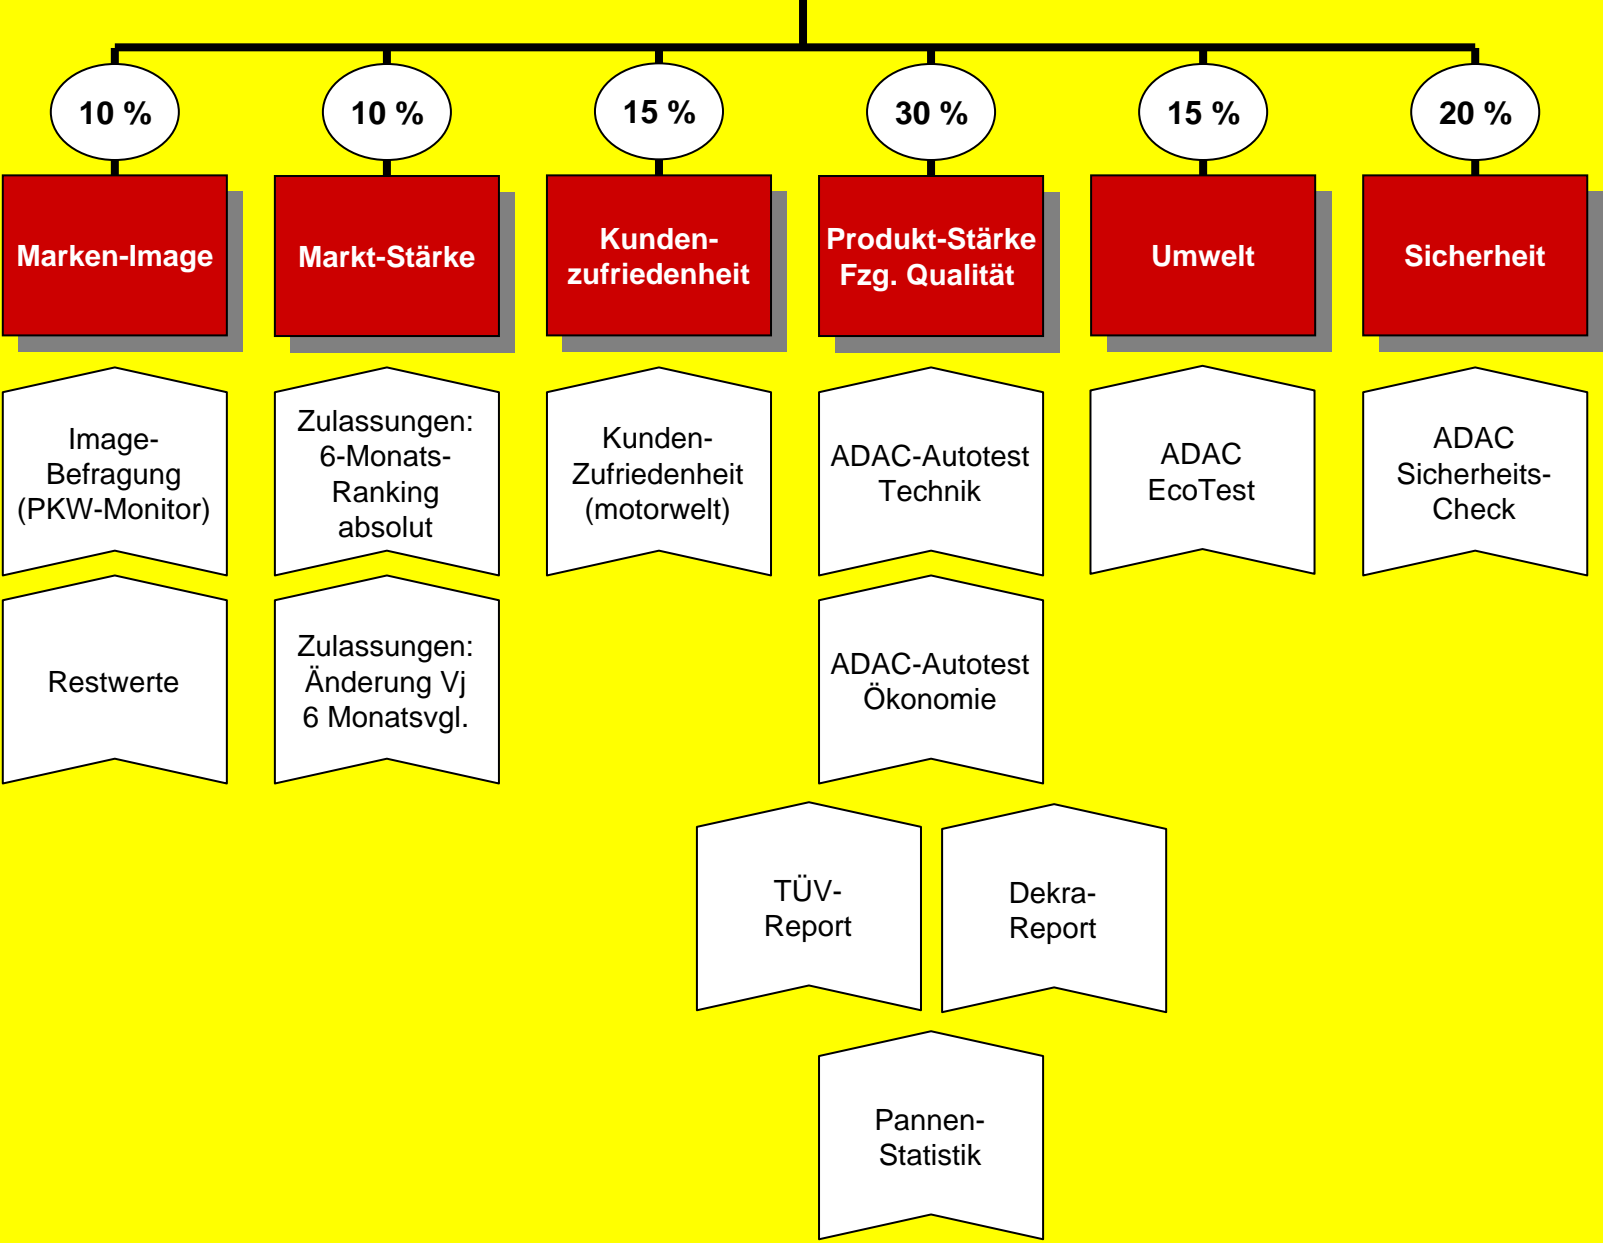 10 %
10 %
15 %
30 %
15 %
20 %
Marken-Image
Markt-Stärke
Kunden-
zufriedenheit
Produkt-Stärke
Fzg. Qualität
Umwelt
Sicherheit
Image-
Befragung
(PKW-Monitor)
Zulassungen:
6-Monats-
Ranking
absolut
Kunden-
Zufriedenheit
(motorwelt)
ADAC-Autotest
Technik
ADAC
EcoTest
ADAC
Sicherheits-
Check
Restwerte
Zulassungen:
Änderung Vj
6 Monatsvgl.
ADAC-Autotest
Ökonomie
TÜV-
Report
Dekra-
Report
Pannen-
Statistik